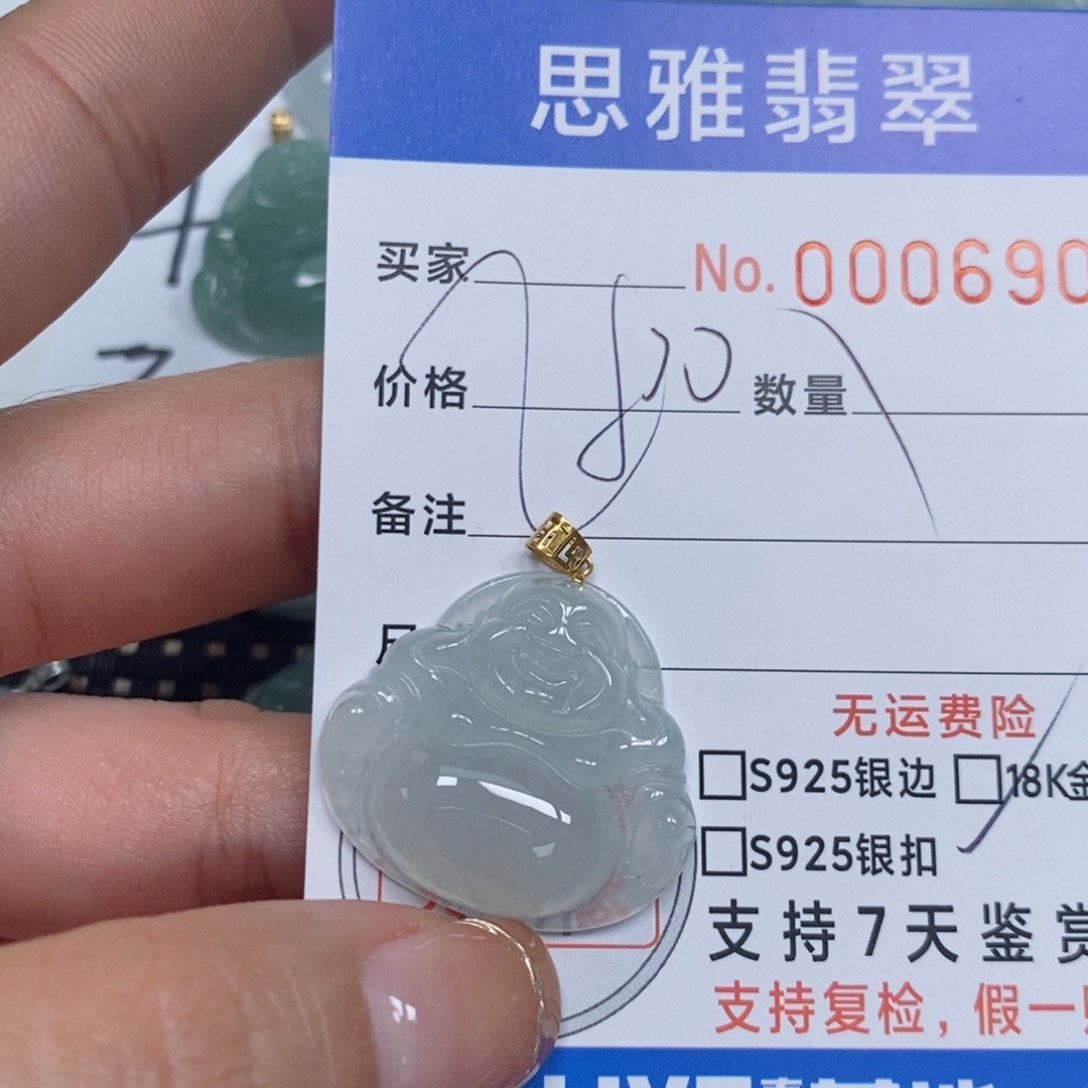 思雅翡翠
买家 No. 000690
价格 数量
备注
无运费险
□S925银边 □18K金
□S925银扣
支持7天鉴赏
支持复检,假一